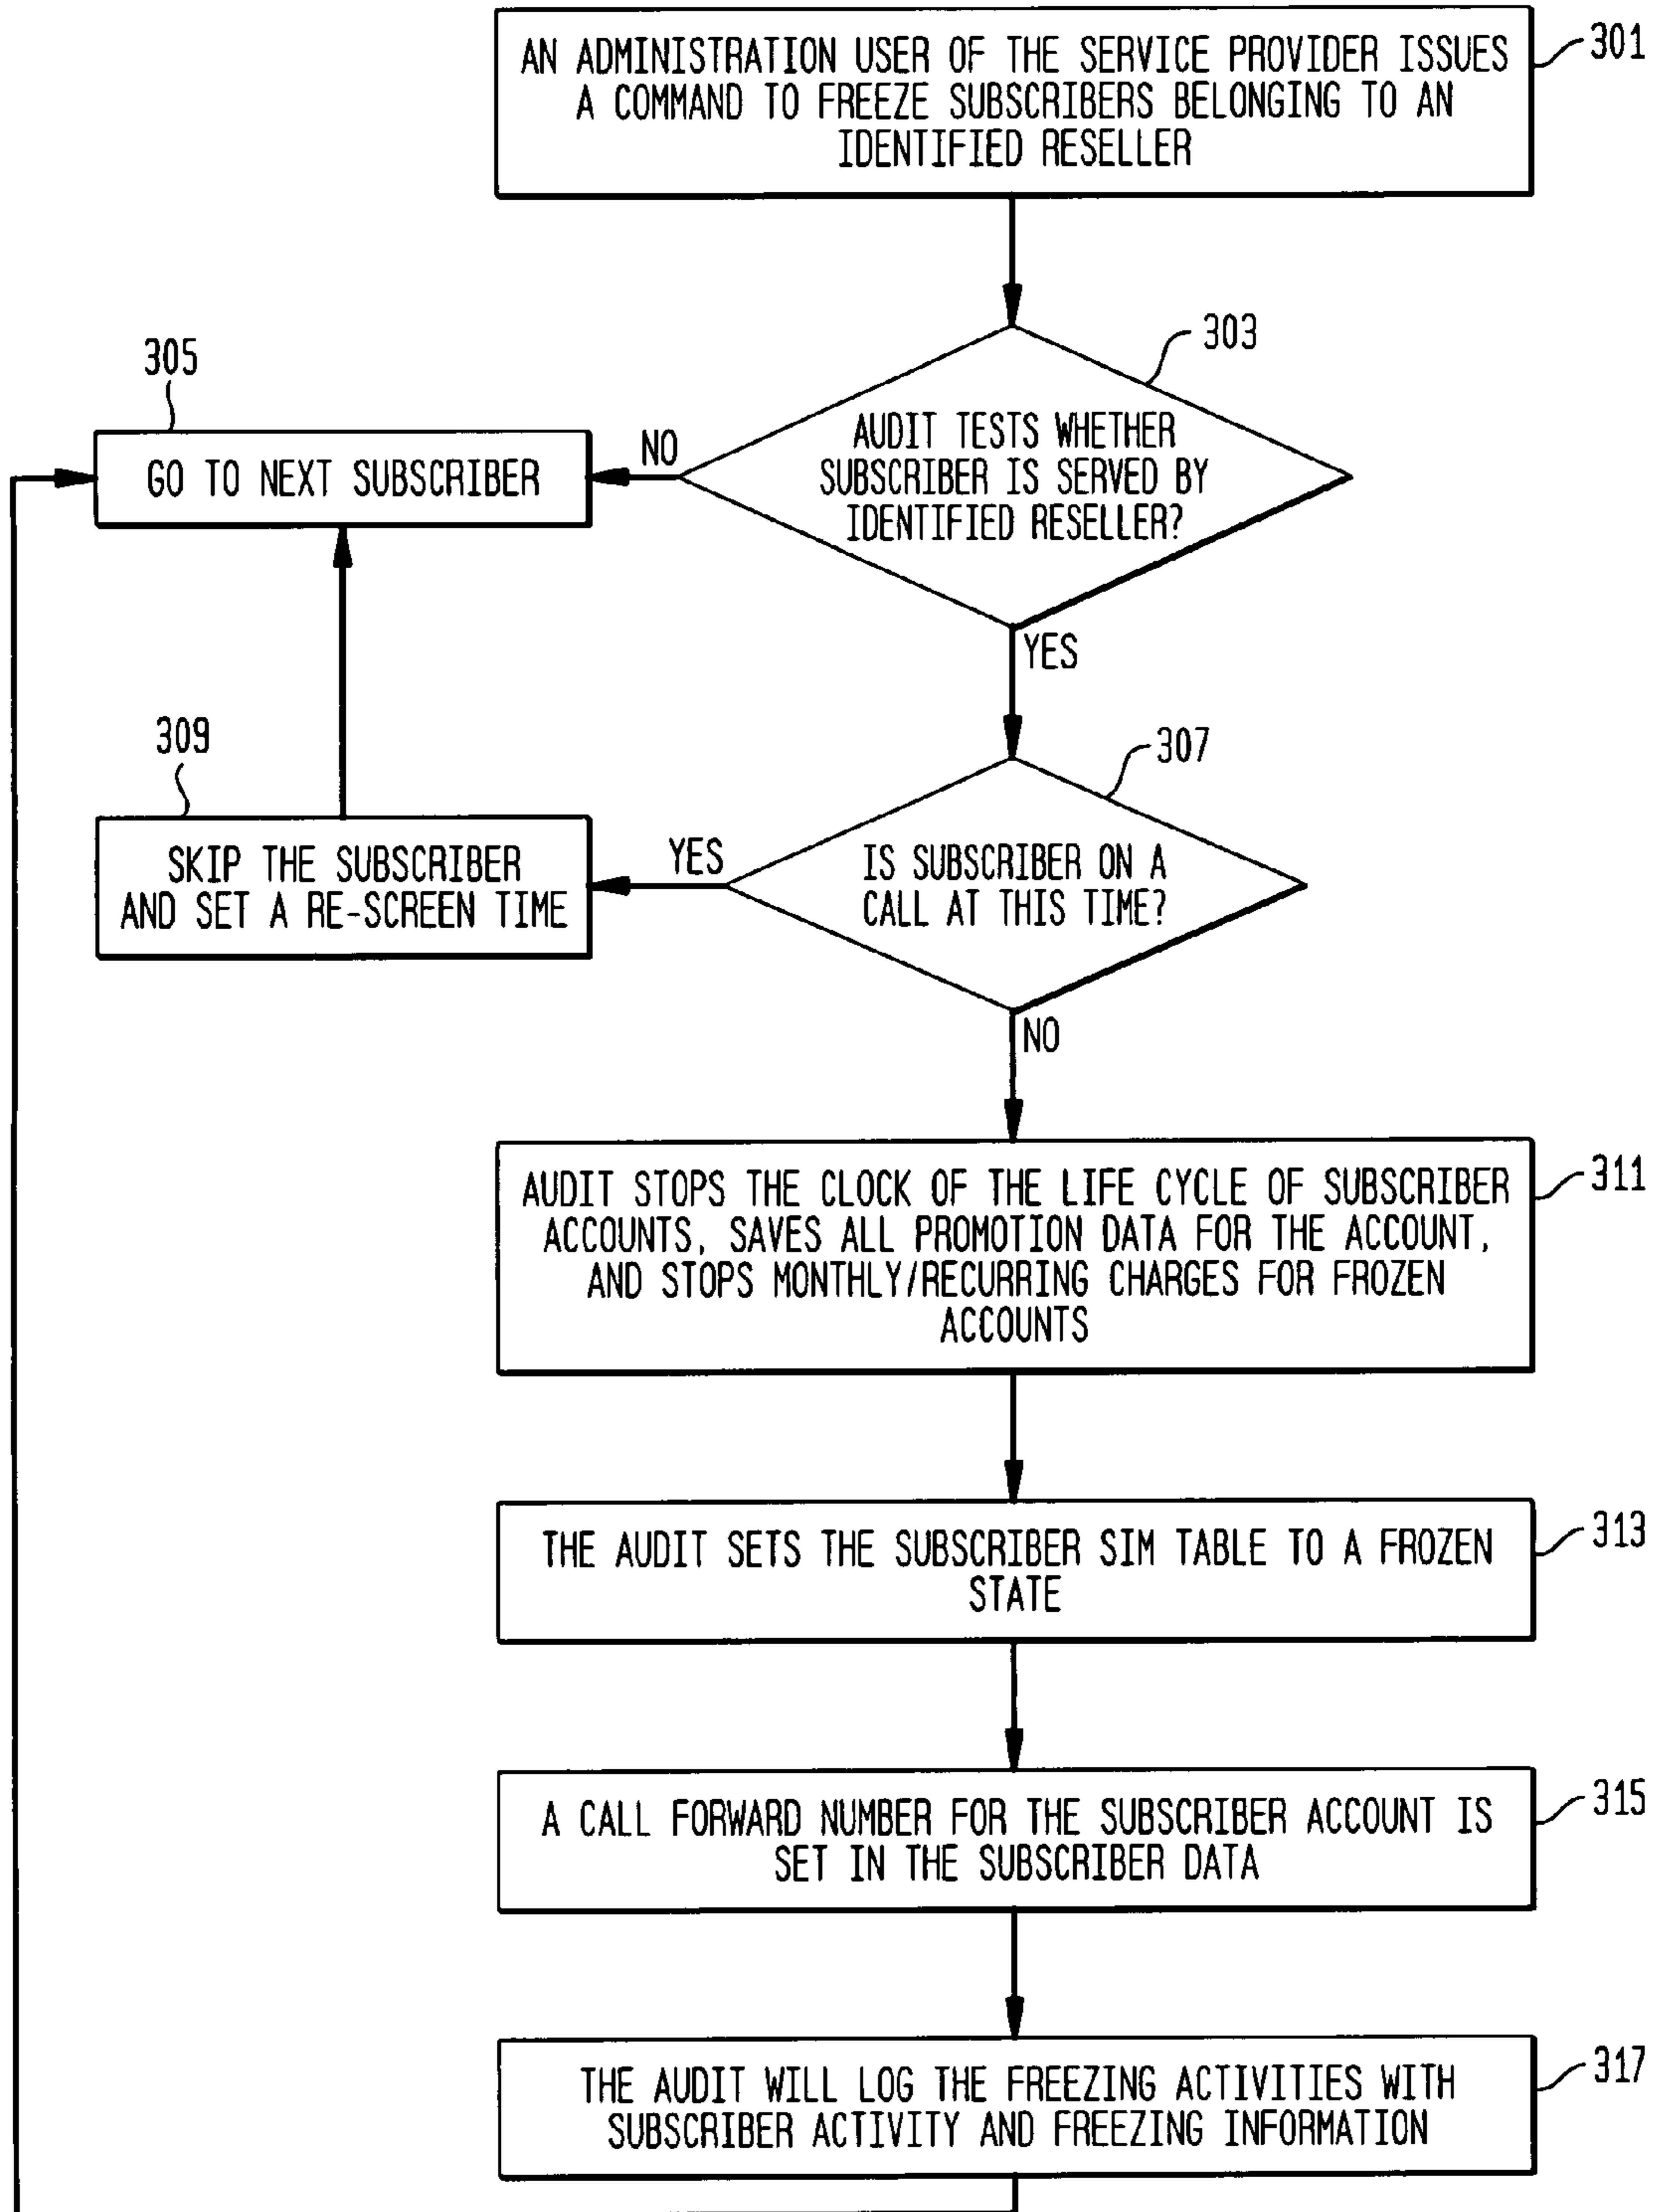 AN ADMINISTRATION USER OF THE SERVICE PROVIDER ISSUES
A COMMAND TO FREEZE SUBSCRIBERS BELONGING TO AN
IDENTIFIED RESELLER
301
303
AUDIT TESTS WHETHER
SUBSCRIBER IS SERVED BY
IDENTIFIED RESELLER?
NO
305
GO TO NEXT SUBSCRIBER
YES
307
IS SUBSCRIBER ON A
CALL AT THIS TIME?
YES
309
SKIP THE SUBSCRIBER
AND SET A RE-SCREEN TIME
NO
AUDIT STOPS THE CLOCK OF THE LIFE CYCLE OF SUBSCRIBER
ACCOUNTS, SAVES ALL PROMOTION DATA FOR THE ACCOUNT,
AND STOPS MONTHLY/RECURRING CHARGES FOR FROZEN
ACCOUNTS
311
THE AUDIT SETS THE SUBSCRIBER SIM TABLE TO A FROZEN
STATE
313
A CALL FORWARD NUMBER FOR THE SUBSCRIBER ACCOUNT IS
SET IN THE SUBSCRIBER DATA
315
THE AUDIT WILL LOG THE FREEZING ACTIVITIES WITH
SUBSCRIBER ACTIVITY AND FREEZING INFORMATION
317